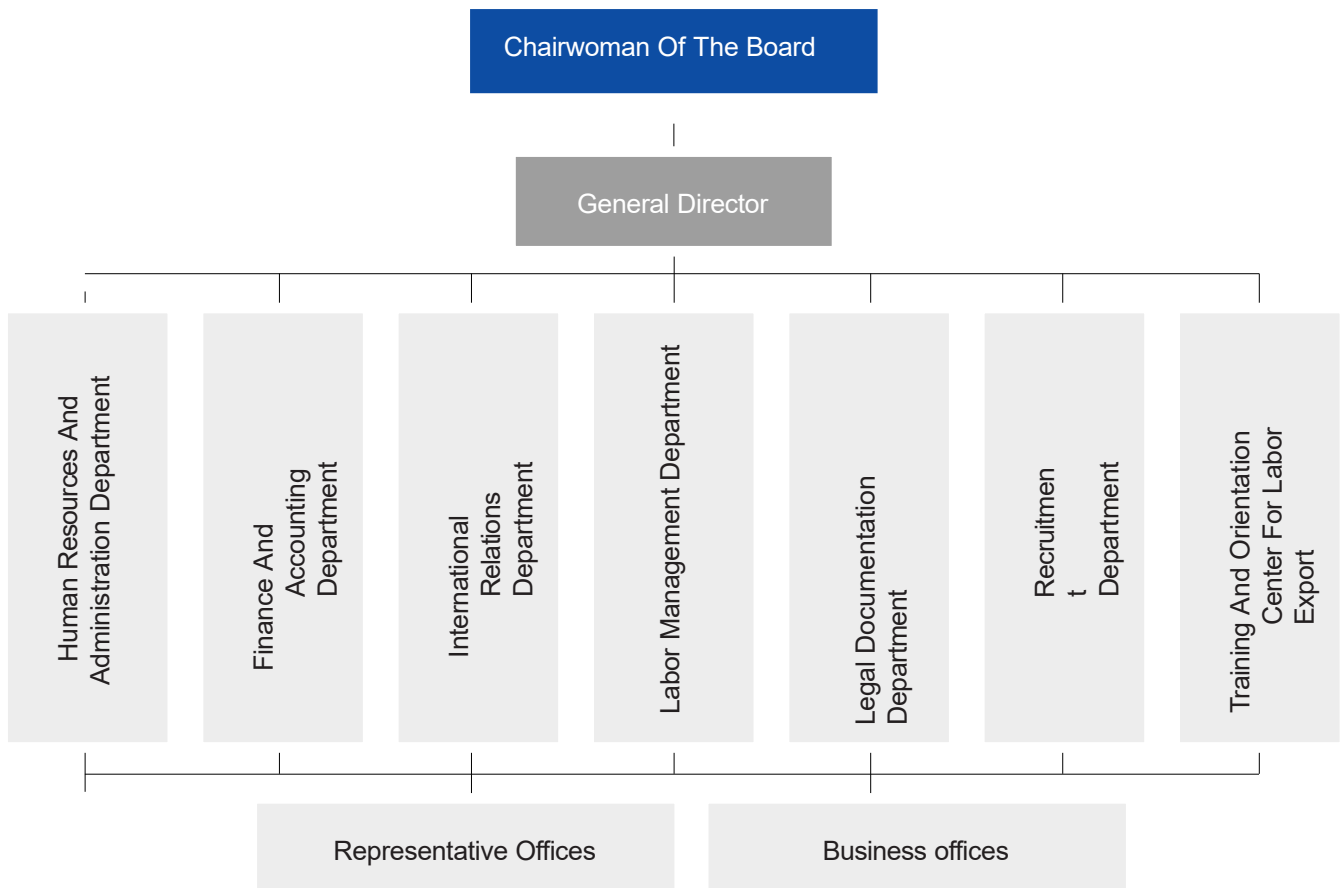 Chairwoman Of The Board
General Director
Human Resources And
Administration Department
Finance And
Accounting
Department
International
Relations
Department
Labor Management Department
Legal Documentation
Department
Recruitmen
t
Department
Training And Orientation
Center For Labor
Export
Representative Offices
Business offices